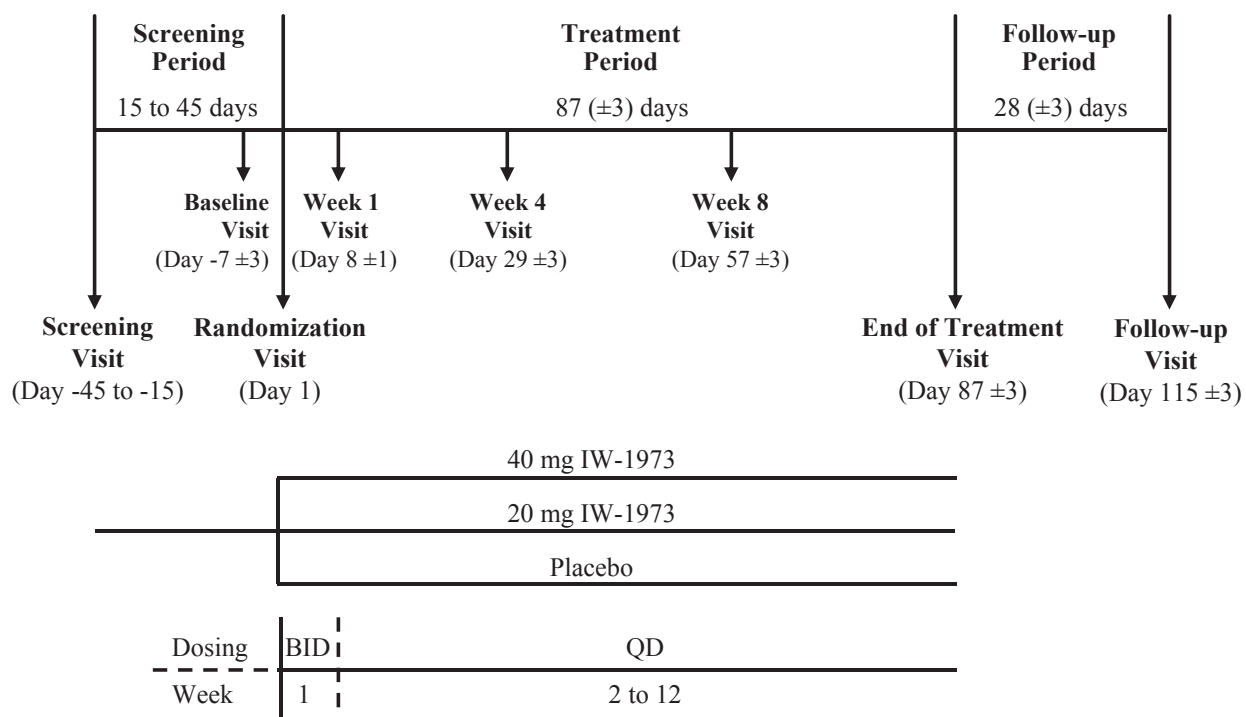 Screening
Period
15 to 45 days
Treatment
Period
87 (±3) days
Follow-up
Period
28 (±3) days
Baseline
Visit
(Day -7 ±3)
Week 1
Visit
(Day 8 ±1)
Week 4
Visit
(Day 29 ±3)
Week 8
Visit
(Day 57 ±3)
Screening
Visit
(Day -45 to -15)
Randomization
Visit
(Day 1)
End of Treatment
Visit
(Day 87 ±3)
Follow-up
Visit
(Day 115 ±3)
40 mg IW-1973
20 mg IW-1973
Placebo
Dosing BID QD
Week 1 2 to 12